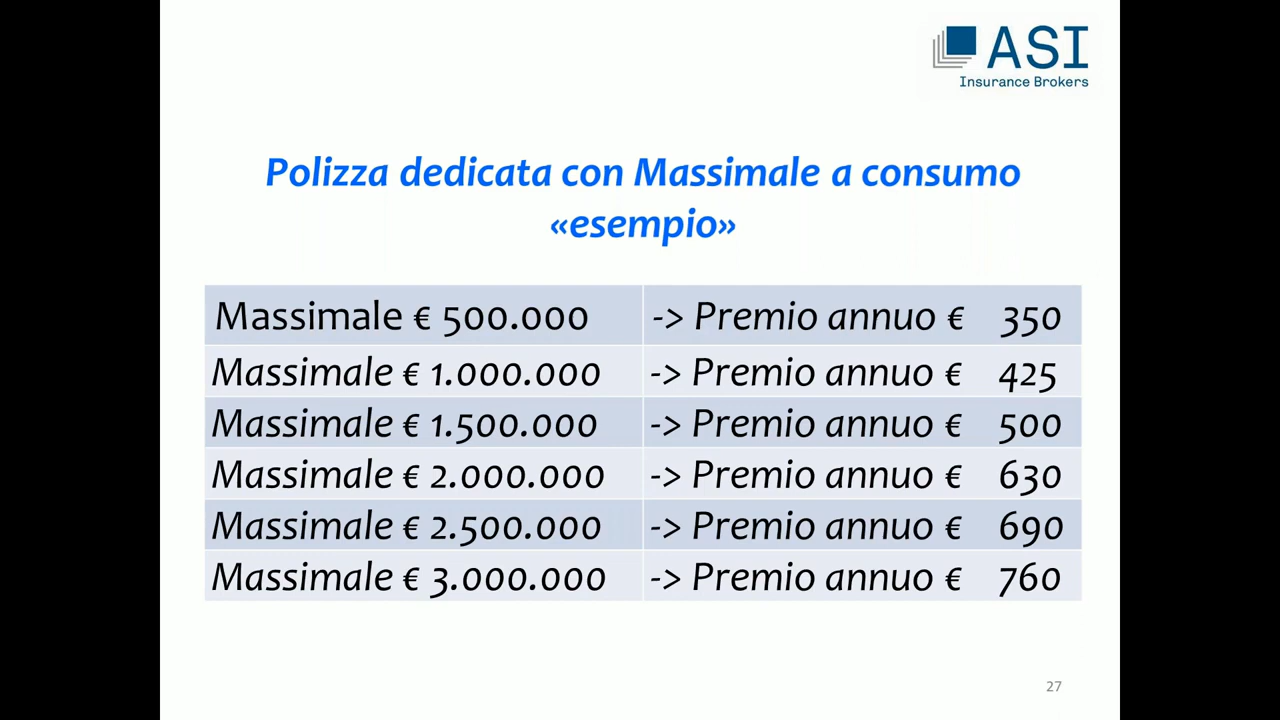 ASI
Insurance Brokers
Polizza dedicata con Massimale a consumo
«esempio»
Massimale € 500.000 -> Premio annuo € 350
Massimale € 1.000.000 -> Premio annuo € 425
Massimale € 1.500.000 -> Premio annuo € 500
Massimale € 2.000.000 -> Premio annuo € 630
Massimale € 2.500.000 -> Premio annuo € 690
Massimale € 3.000.000 -> Premio annuo € 760
27